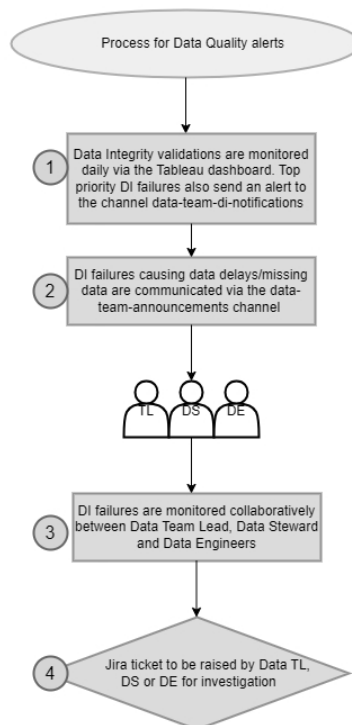 Process for Data Quality alerts
1
Data Integrity validations are monitored
daily via the Tableau dashboard. Top
priority DI failures also send an alert to
the channel data-team-di-notifications
2
DI failures causing data delays/missing
data are communicated via the data-
team-announcements channel
TL DS DE
3
DI failures are monitored collaboratively
between Data Team Lead, Data Steward
and Data Engineers
4
Jira ticket to be raised by Data TL,
DS or DE for investigation